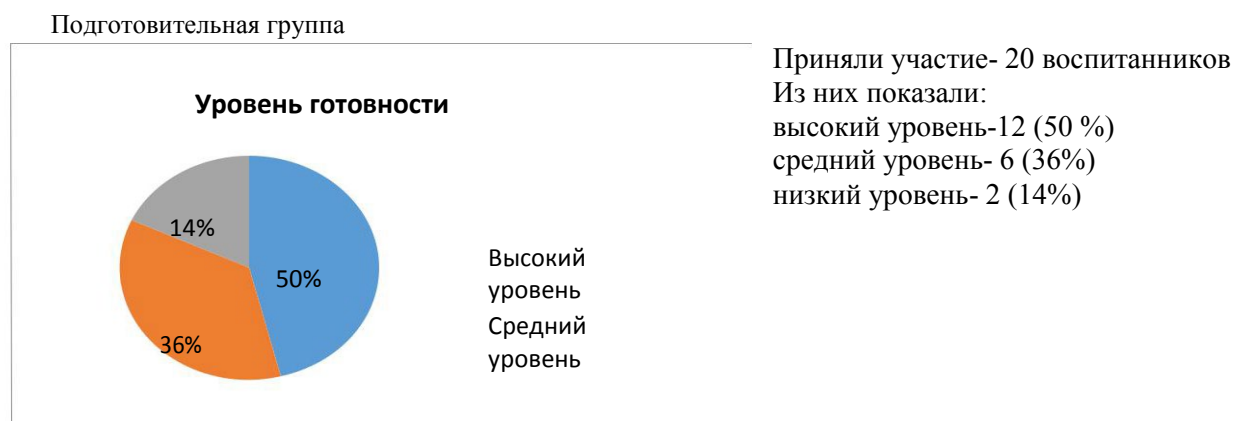 Подготовительная группа
Уровень готовности
14%
50%
36%
Высокий
уровень
Средний
уровень
Приняли участие- 20 воспитанников
Из них показали:
высокий уровень-12 (50 %)
средний уровень- 6 (36%)
низкий уровень- 2 (14%)